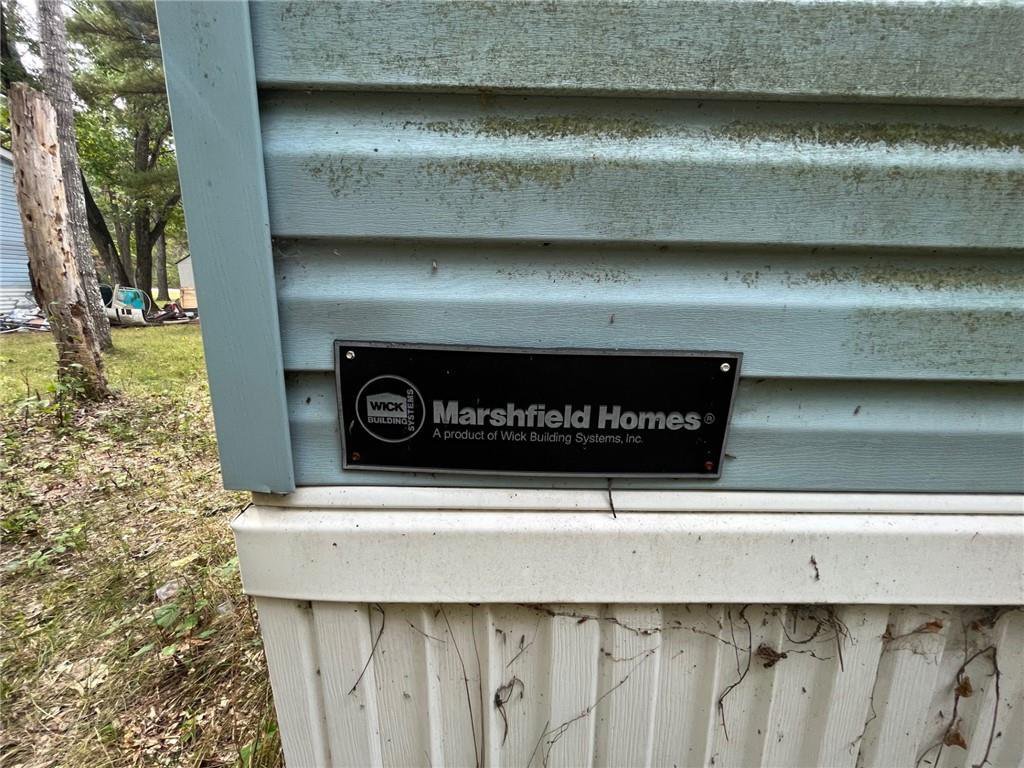 WICK
BUILDING
SYSTEMS
Marshfield Homes®
A product of Wick Building Systems, Inc.